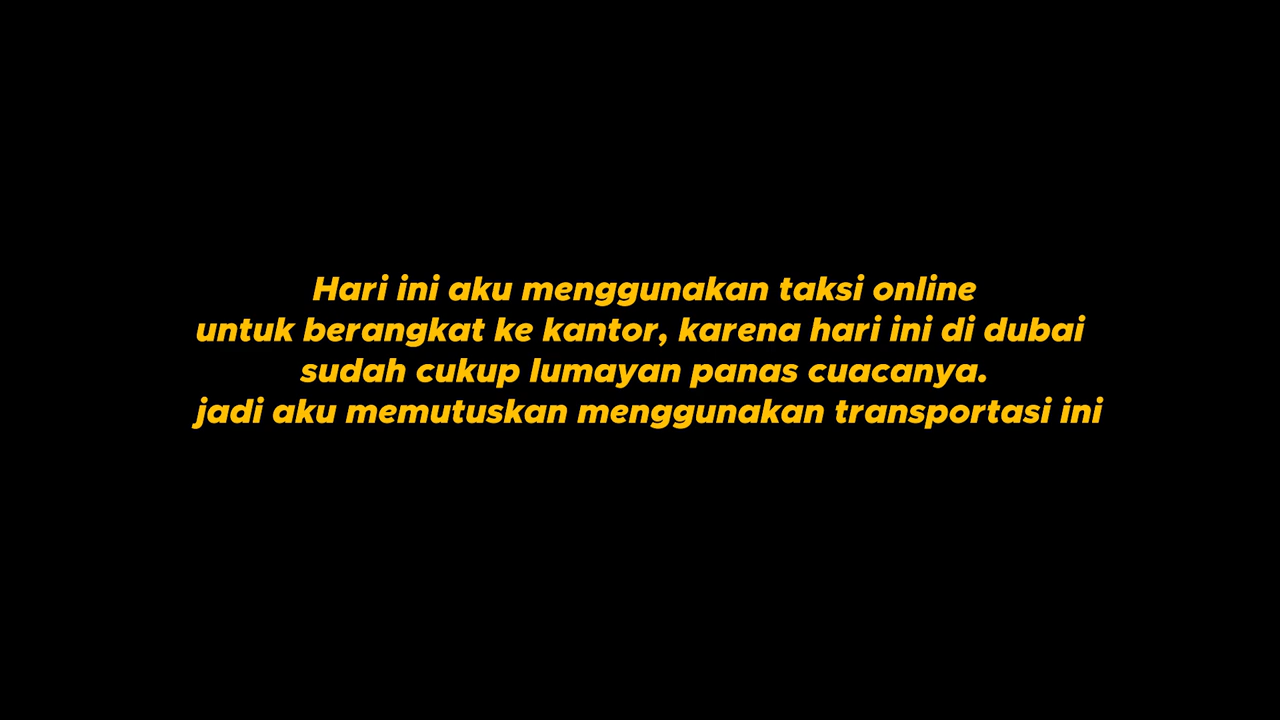 Hari ini aku menggunakan taksi online
untuk berangkat ke kantor, karena hari ini di dubai
sudah cukup lumayan panas cuacanya.
jadi aku memutuskan menggunakan transportasi ini